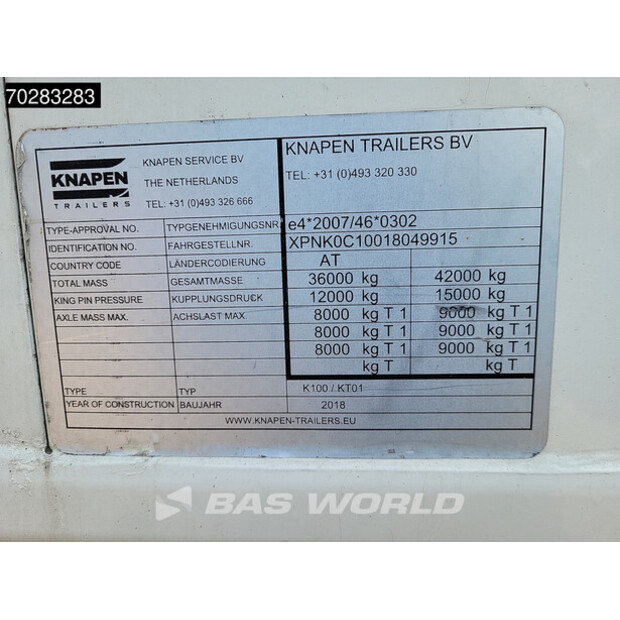 70283283
KNAPEN
TRAILERS
KNAPEN SERVICE BV
THE NETHERLANDS
TEL: +31 (0)493 326 666
KNAPEN TRAILERS BV
TEL: +31 (0)493 320 330
TYPE-APPROVAL NO. TYPGENEHMIGUNGSNR. e4*2007/46*0302
IDENTIFICATION NO. FAHRGESTELLNR. XPNK0C10018049915
COUNTRY CODE LÄNDERCODIERUNG AT
TOTAL MASS GESAMTMASSE 36000 kg 42000 kg
KING PIN PRESSURE KUPPLUNGSDRUCK 12000 kg 15000 kg
AXLE MASS MAX. ACHSLAST MAX. 8000 kg T 1 9000 kg T 1
8000 kg T 1 9000 kg T 1
8000 kg T 1 9000 kg T 1
kg T kg T
TYPE TYP K100 / KT01
YEAR OF CONSTRUCTION BAUJAHR 2018
WWW.KNAPEN-TRAILERS.EU
BAS WORLD